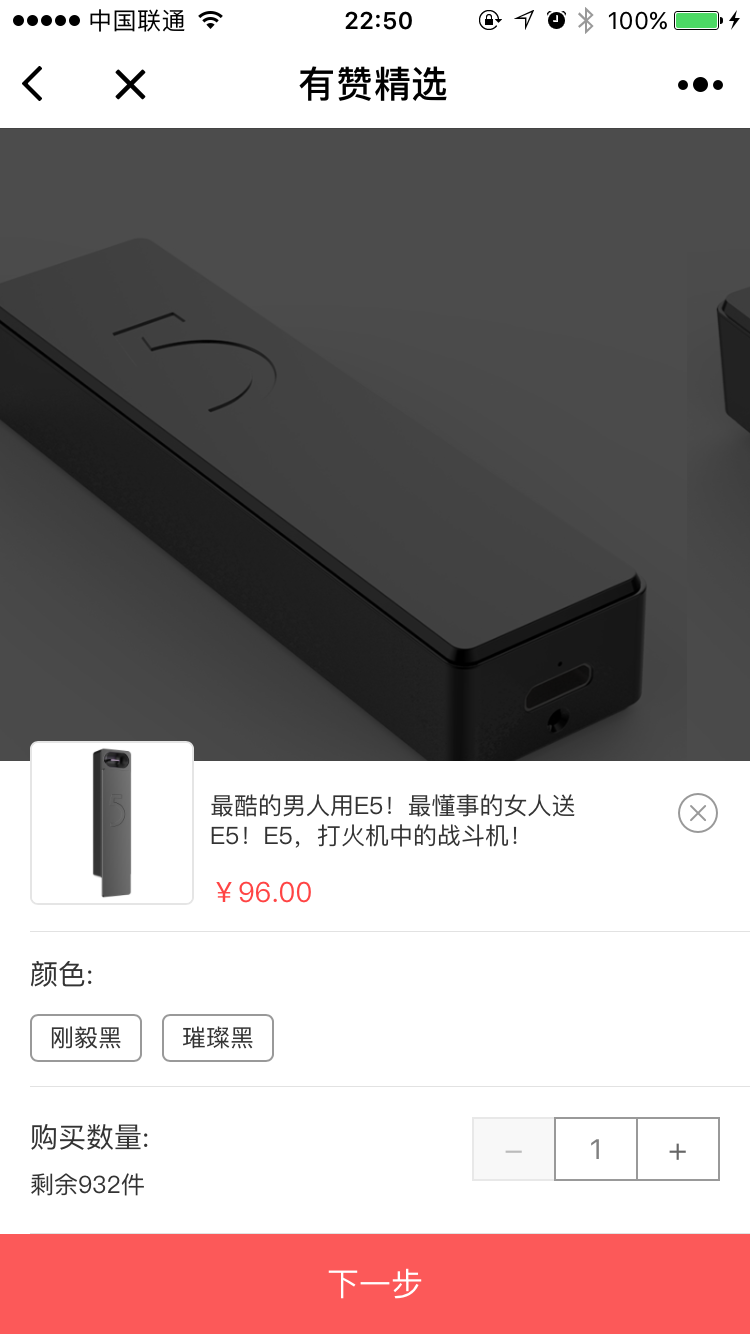 中国联通 22:50 100%
有赞精选
5
最酷的男人用E5！最懂事的女人送
E5！E5，打火机中的战斗机！
￥96.00
颜色:
刚毅黑 璀璨黑
购买数量:
− 1 +
剩余932件
下一步